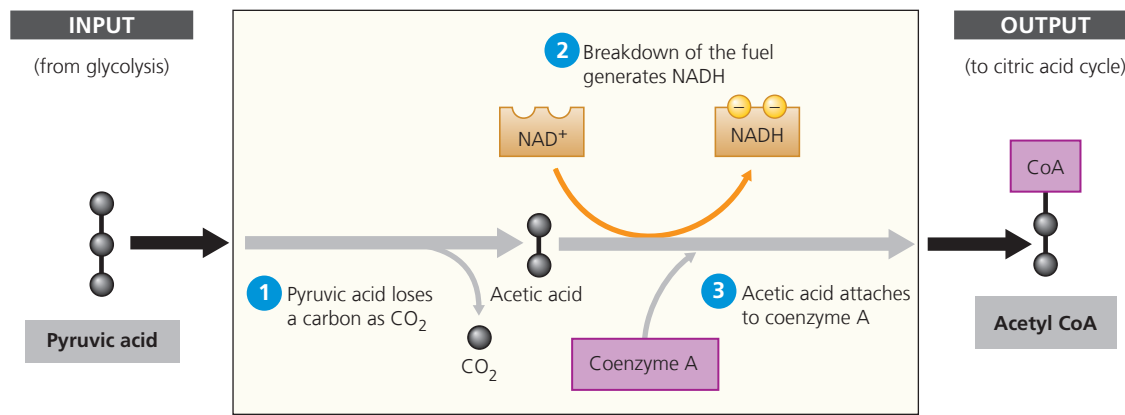 INPUT
(from glycolysis)
Pyruvic acid
1 Pyruvic acid loses
a carbon as CO₂
CO₂
Acetic acid
2 Breakdown of the fuel
generates NADH
NAD⁺
− −
NADH
Coenzyme A
3 Acetic acid attaches
to coenzyme A
OUTPUT
(to citric acid cycle)
CoA
Acetyl CoA